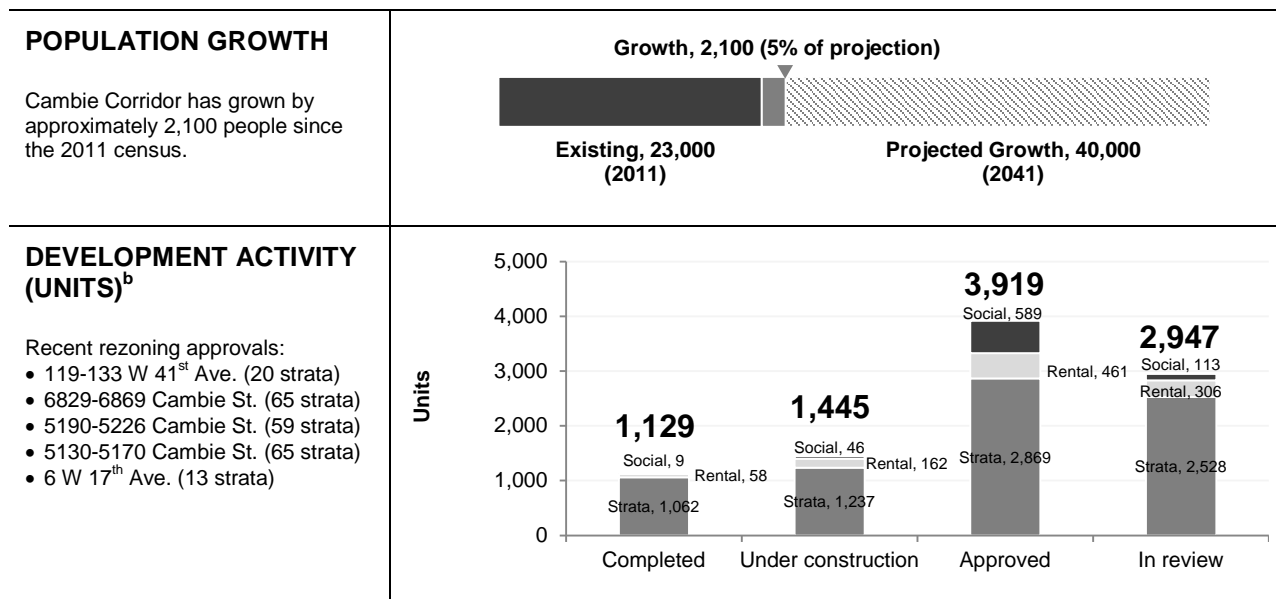 POPULATION GROWTH
Cambie Corridor has grown by
approximately 2,100 people since
the 2011 census.
Growth, 2,100 (5% of projection)
Existing, 23,000
(2011)
Projected Growth, 40,000
(2041)
DEVELOPMENT ACTIVITY
(UNITS)b
Recent rezoning approvals:
• 119-133 W 41st Ave. (20 strata)
• 6829-6869 Cambie St. (65 strata)
• 5190-5226 Cambie St. (59 strata)
• 5130-5170 Cambie St. (65 strata)
• 6 W 17th Ave. (13 strata)
Units
5,000
4,000
3,000
2,000
1,000
0
1,129
Social, 9
Rental, 58
Strata, 1,062
Completed
1,445
Social, 46
Rental, 162
Strata, 1,237
Under construction
3,919
Social, 589
Rental, 461
Strata, 2,869
Approved
2,947
Social, 113
Rental, 306
Strata, 2,528
In review